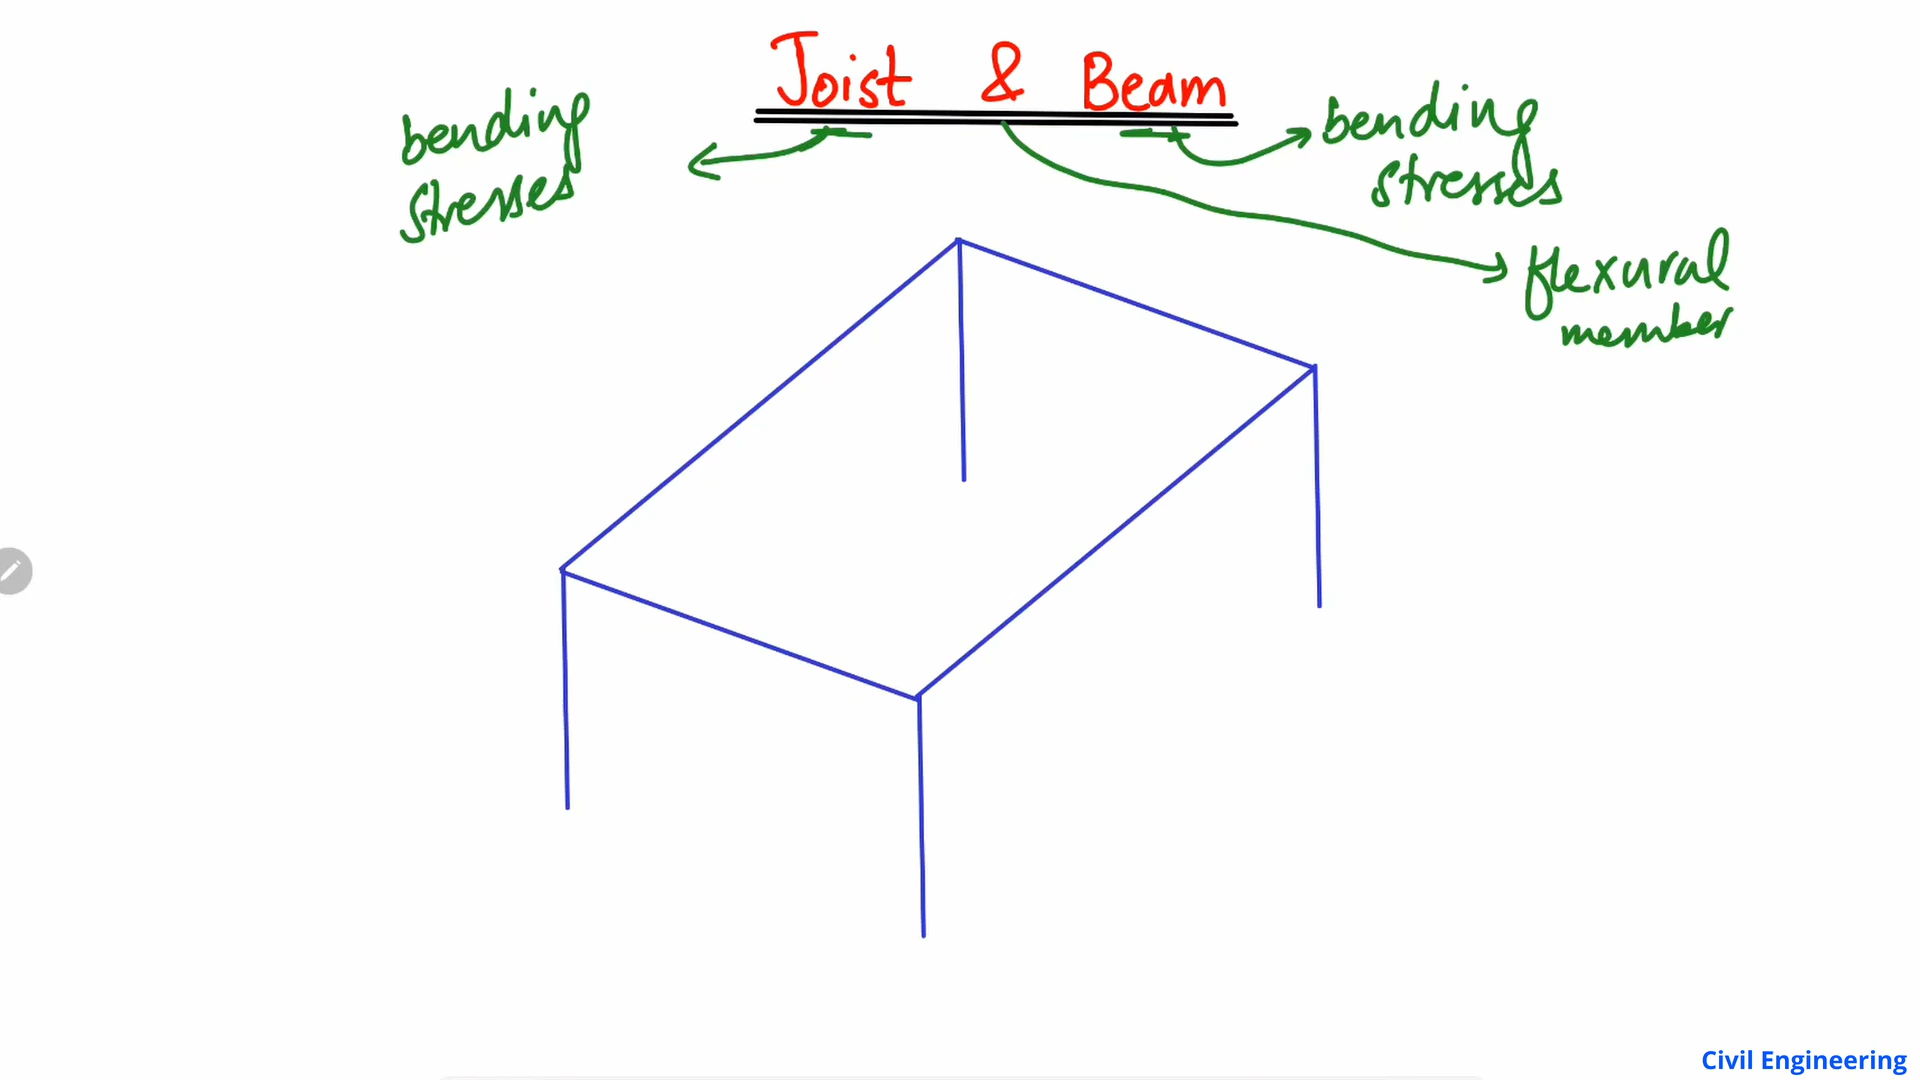 Joist & Beam
bending
stresses
bending
stresses
flexural
member
Civil Engineering